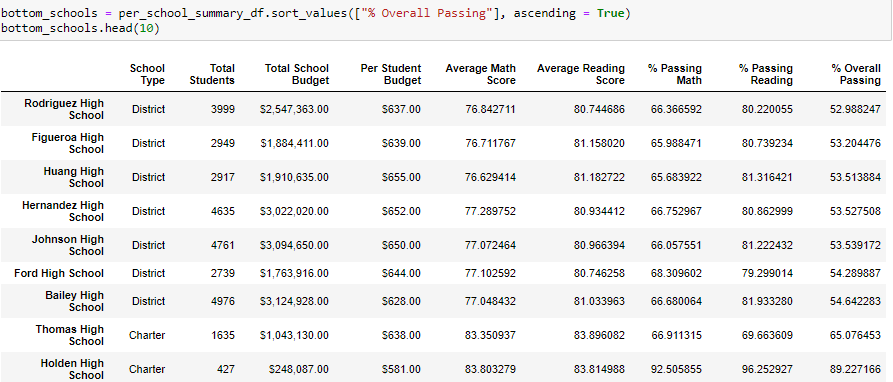 bottom_schools = per_school_summary_df.sort_values(["% Overall Passing"], ascending = True)
bottom_schools.head(10)
School Type Total Students Total School Budget Per Student Budget Average Math Score Average Reading Score % Passing Math % Passing Reading % Overall Passing
Rodriguez High School District 3999 $2,547,363.00 $637.00 76.842711 80.744686 66.366592 80.220055 52.988247
Figueroa High School District 2949 $1,884,411.00 $639.00 76.711767 81.158020 65.988471 80.739234 53.204476
Huang High School District 2917 $1,910,635.00 $655.00 76.629414 81.182722 65.683922 81.316421 53.513884
Hernandez High School District 4635 $3,022,020.00 $652.00 77.289752 80.934412 66.752967 80.862999 53.527508
Johnson High School District 4761 $3,094,650.00 $650.00 77.072464 80.966394 66.057551 81.222432 53.539172
Ford High School District 2739 $1,763,916.00 $644.00 77.102592 80.746258 68.309602 79.299014 54.289887
Bailey High School District 4976 $3,124,928.00 $628.00 77.048432 81.033963 66.680064 81.933280 54.642283
Thomas High School Charter 1635 $1,043,130.00 $638.00 83.350937 83.896082 66.911315 69.663609 65.076453
Holden High School Charter 427 $248,087.00 $581.00 83.803279 83.814988 92.505855 96.252927 89.227166